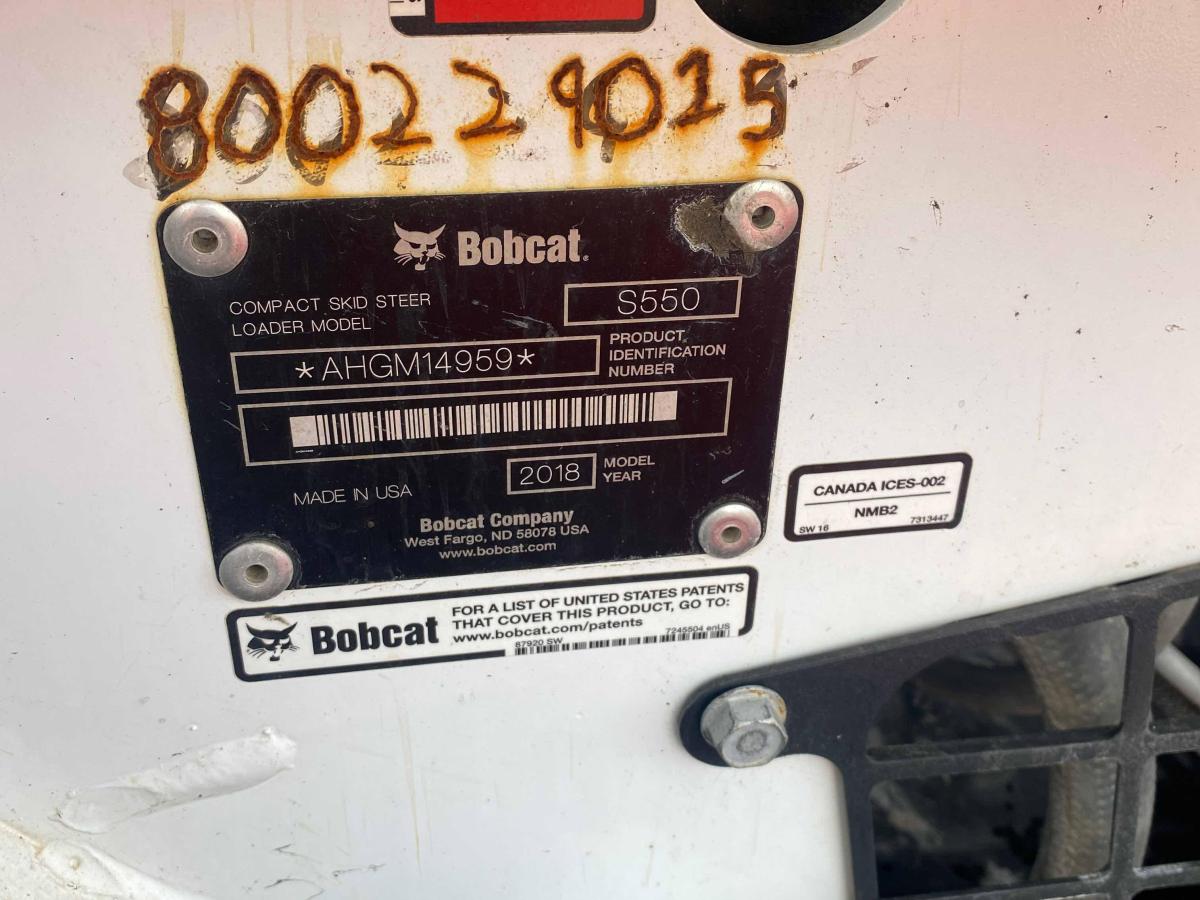 800229015
Bobcat
COMPACT SKID STEER
LOADER MODEL
S550
*AHGM14959*
PRODUCT
IDENTIFICATION
NUMBER
2018
MODEL
YEAR
MADE IN USA
Bobcat Company
West Fargo, ND 58078 USA
www.bobcat.com
CANADA ICES-002
NMB2
SW 16
7313447
Bobcat
FOR A LIST OF UNITED STATES PATENTS
THAT COVER THIS PRODUCT, GO TO:
www.bobcat.com/patents
7245504 enUS
87920 SW